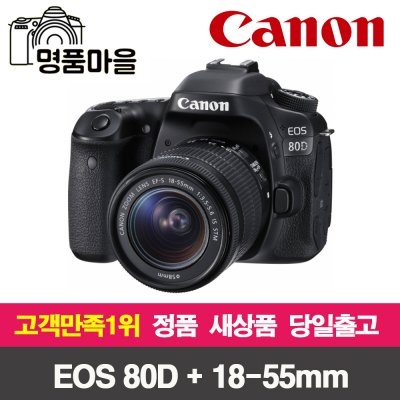 명품마을
Canon
Canon
EOS
80D
CANON ZOOM LENS EF-S 18-55mm 1:3.5-5.6 IS STM
ø58mm
고객만족1위 정품 새상품 당일출고
EOS 80D + 18-55mm